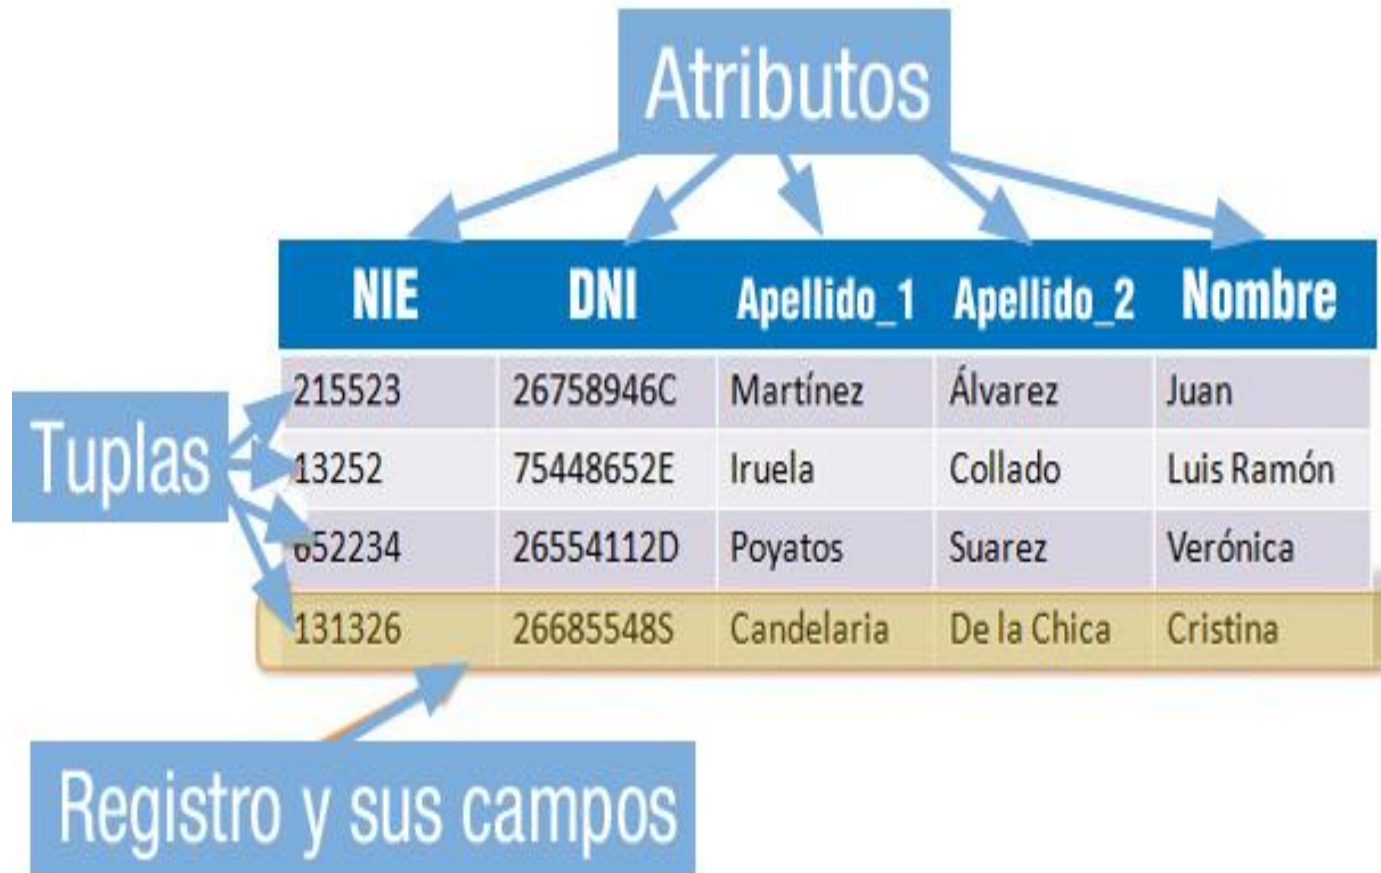 Atributos
NIE DNI Apellido_1 Apellido_2 Nombre
215523 26758946C Martínez Álvarez Juan
Tuplas
13252 75448652E Iruela Collado Luis Ramón
652234 26554112D Poyatos Suarez Verónica
131326 26685548S Candelaria De la Chica Cristina
Registro y sus campos